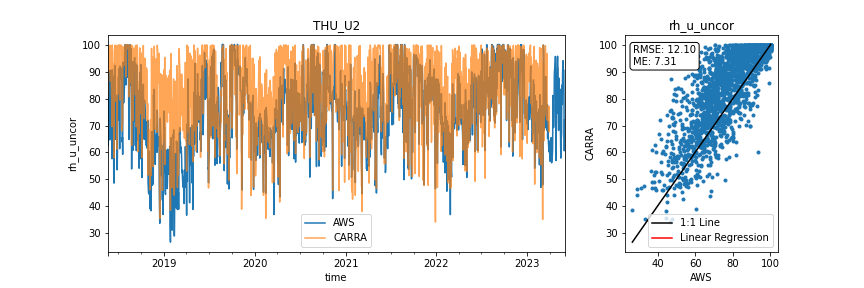 THU_U2
rh_u_uncor
100
90
80
70
60
50
40
30
rh_u_uncor
AWS
CARRA
2019
2020
2021
2022
2023
time
rh_u_uncor
RMSE: 12.10
ME: 7.31
100
90
80
70
60
50
40
30
CARRA
1:1 Line
Linear Regression
40
60
80
100
AWS